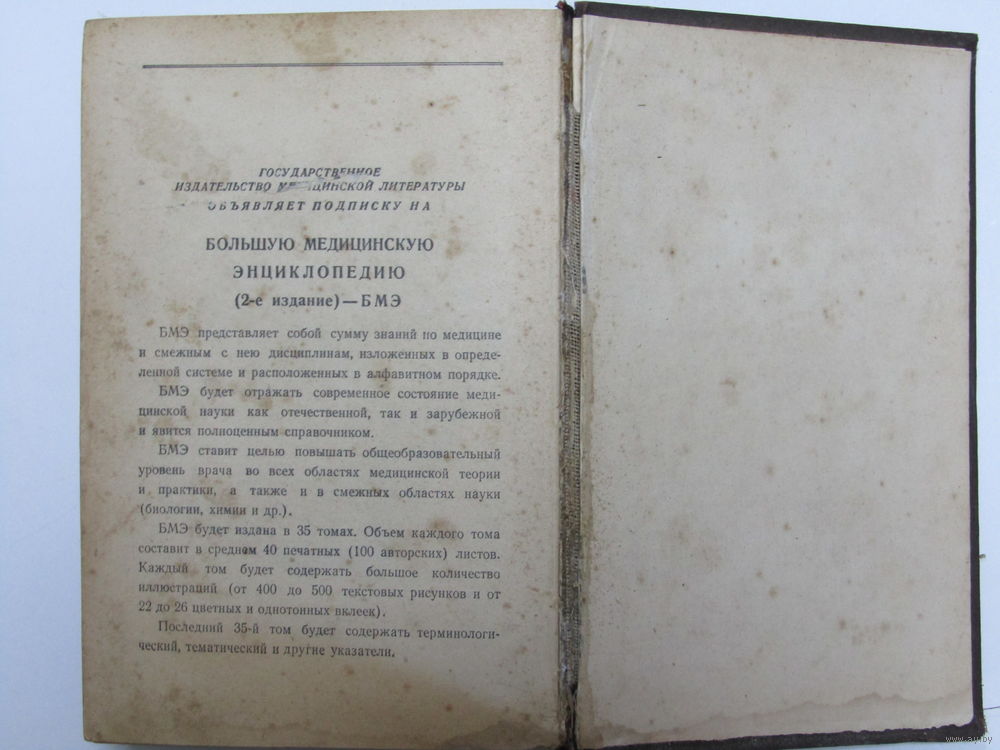 ГОСУДАРСТВЕННОЕ
ИЗДАТЕЛЬСТВО МЕДИЦИНСКОЙ ЛИТЕРАТУРЫ
ОБЪЯВЛЯЕТ ПОДПИСКУ НА
БОЛЬШУЮ МЕДИЦИНСКУЮ
ЭНЦИКЛОПЕДИЮ
(2-е издание) — БМЭ
БМЭ представляет собой сумму знаний по медицине
и смежным с нею дисциплинам, изложенных в опреде-
ленной системе и расположенных в алфавитном порядке.
БМЭ будет отражать современное состояние меди-
цинской науки как отечественной, так и зарубежной
и явится полноценным справочником.
БМЭ ставит целью повышать общеобразовательный
уровень врача во всех областях медицинской теории
и практики, а также и в смежных областях науки
(биологии, химии и др.).
БМЭ будет издана в 35 томах. Объем каждого тома
составит в среднем 40 печатных (100 авторских) листов.
Каждый том будет содержать большое количество
иллюстраций (от 400 до 500 текстовых рисунков и от
22 до 26 цветных и однотонных вклеек).
Последний 35-й том будет содержать терминологи-
ческий, тематический и другие указатели.
www.ay.by